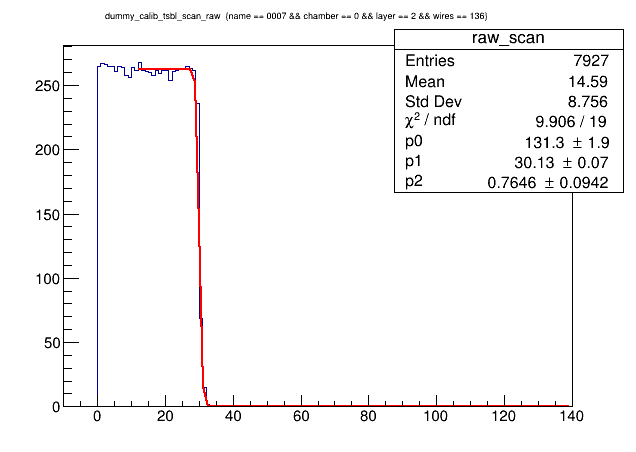 dummy_calib_tsbl_scan_raw (name == 0007 && chamber == 0 && layer == 2 && wires == 136)
raw_scan
Entries 7927
Mean 14.59
Std Dev 8.756
χ² / ndf 9.906 / 19
p0 131.3 ± 1.9
p1 30.13 ± 0.07
p2 0.7646 ± 0.0942
250
200
150
100
50
0
0 20 40 60 80 100 120 140